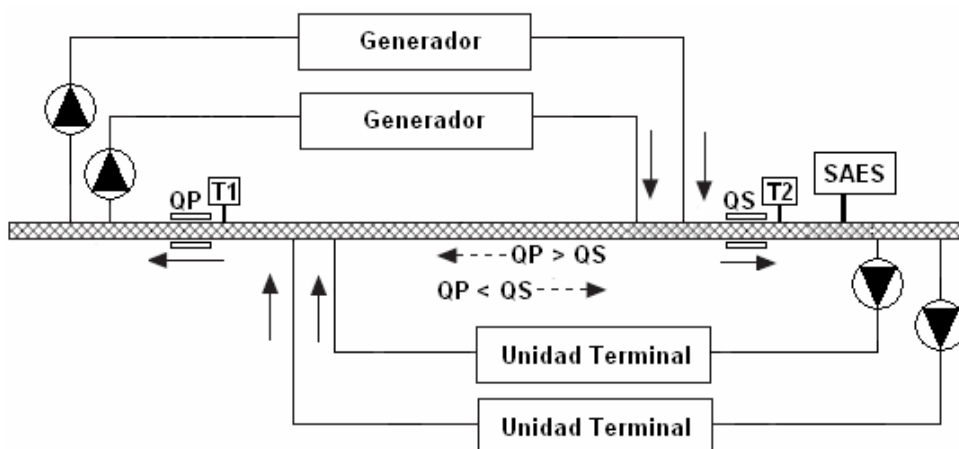 Generador
Generador
QP
T1
QS
T2
SAES
QP > QS
QP < QS
Unidad Terminal
Unidad Terminal